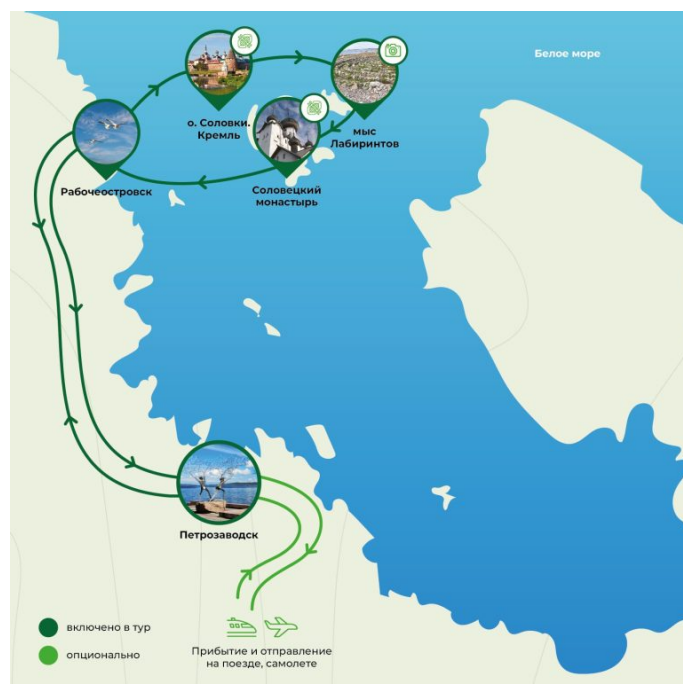 Белое море
о. Соловки.
Кремль
мыс
Лабиринтов
Рабочеостровск
Соловецкий
монастырь
Петрозаводск
включено в тур
опционально
Прибытие и отправление
на поезде, самолете